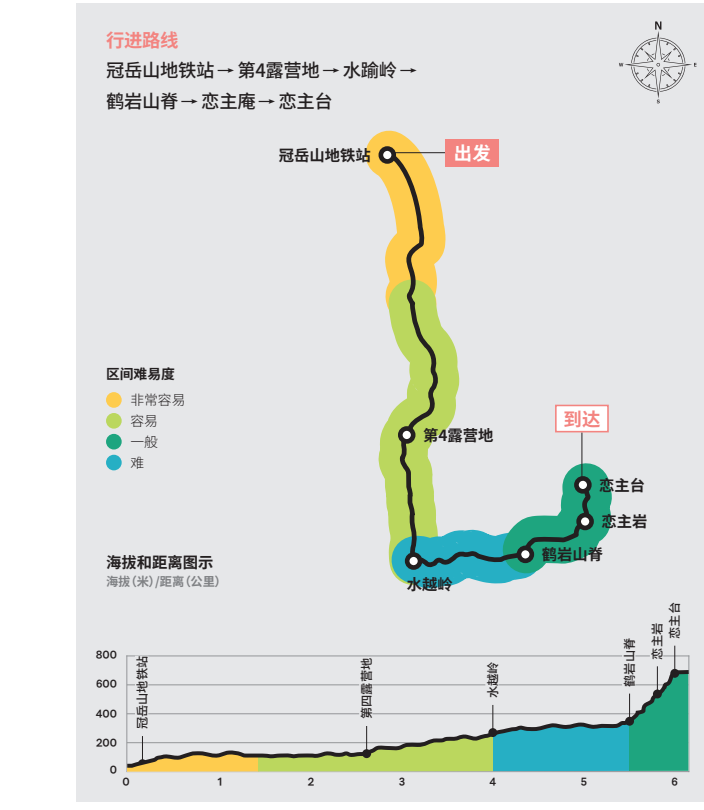 行进路线
冠岳山地铁站→第4露营地→水踰岭→
鹤岩山脊→恋主庵→恋主台
N
W
E
S
冠岳山地铁站
出发
区间难易度
非常容易
容易
一般
难
到达
第4露营地
恋主台
恋主岩
鹤岩山脊
水越岭
海拔和距离图示
海拔(米)/距离(公里)
800
600
400
200
0
冠岳山地铁站
第四露营地
水越岭
鹤岩山脊
恋主岩
恋主台
0
1
2
3
4
5
6